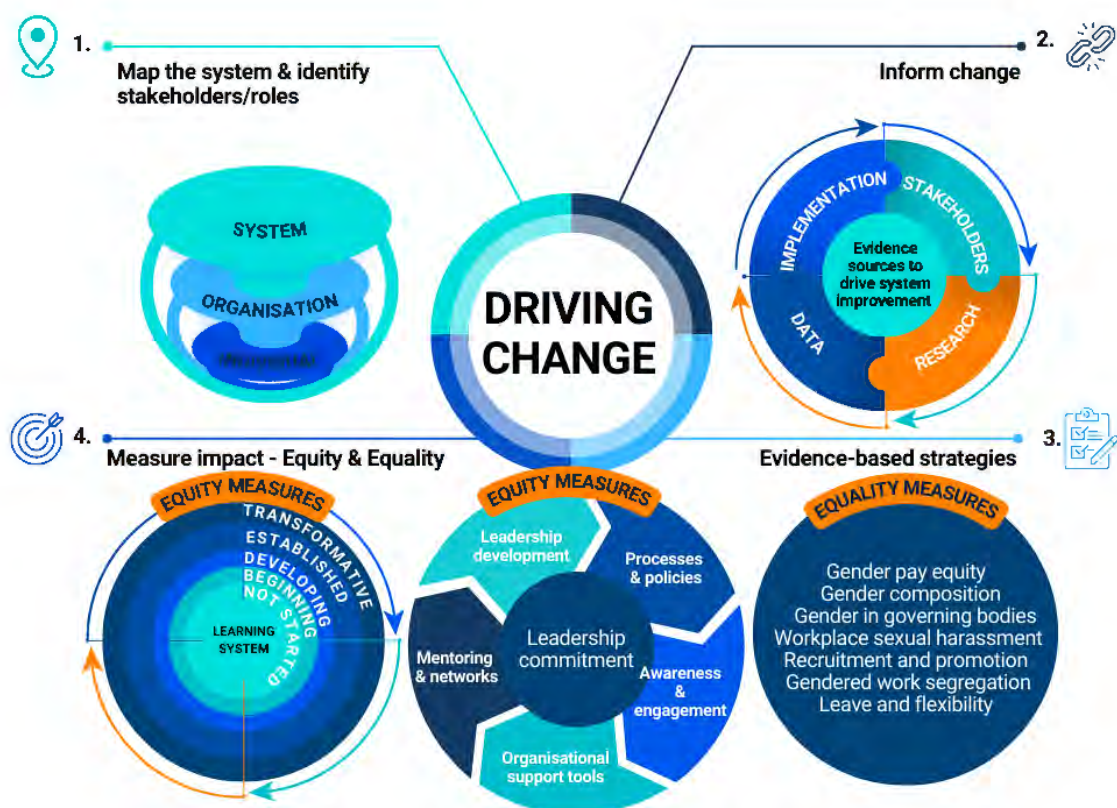 1.
Map the system & identify
stakeholders/roles
SYSTEM
ORGANISATION
2.
Inform change
IMPLEMENTATION
STAKEHOLDERS
RESEARCH
DATA
Evidence
sources to
drive system
improvement
DRIVING
CHANGE
4.
Measure impact - Equity & Equality
EQUITY MEASURES
TRANSFORMATIVE
ESTABLISHED
DEVELOPING
BEGINNING
NOT STARTED
LEARNING
SYSTEM
EQUITY MEASURES
Leadership
development
Processes
& policies
Awareness
&
engagement
Organisational
support tools
Mentoring
& networks
Leadership
commitment
3.
Evidence-based strategies
EQUALITY MEASURES
Gender pay equity
Gender composition
Gender in governing bodies
Workplace sexual harassment
Recruitment and promotion
Gendered work segregation
Leave and flexibility